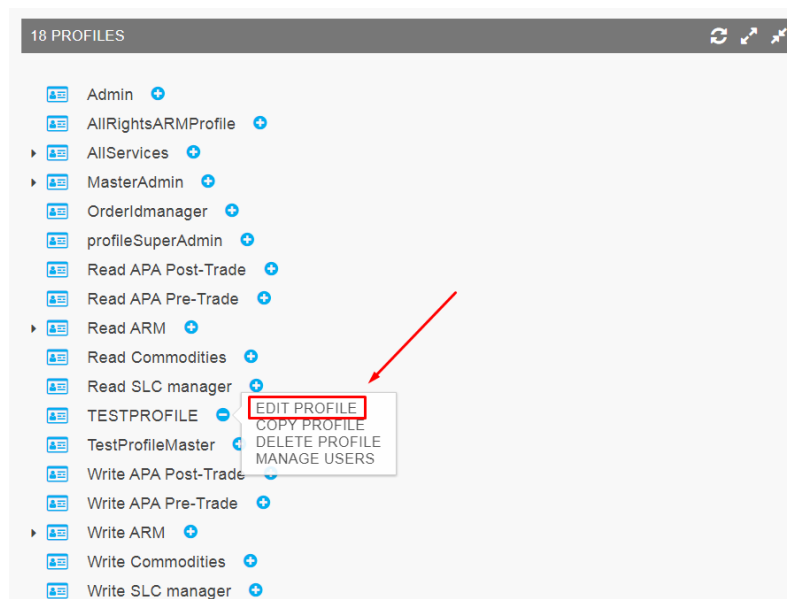 18 PROFILES
Admin
AllRightsARMProfile
AllServices
MasterAdmin
OrderIdmanager
profileSuperAdmin
Read APA Post-Trade
Read APA Pre-Trade
Read ARM
Read Commodities
Read SLC manager
TESTPROFILE
EDIT PROFILE
COPY PROFILE
DELETE PROFILE
MANAGE USERS
TestProfileMaster
Write APA Post-Trade
Write APA Pre-Trade
Write ARM
Write Commodities
Write SLC manager